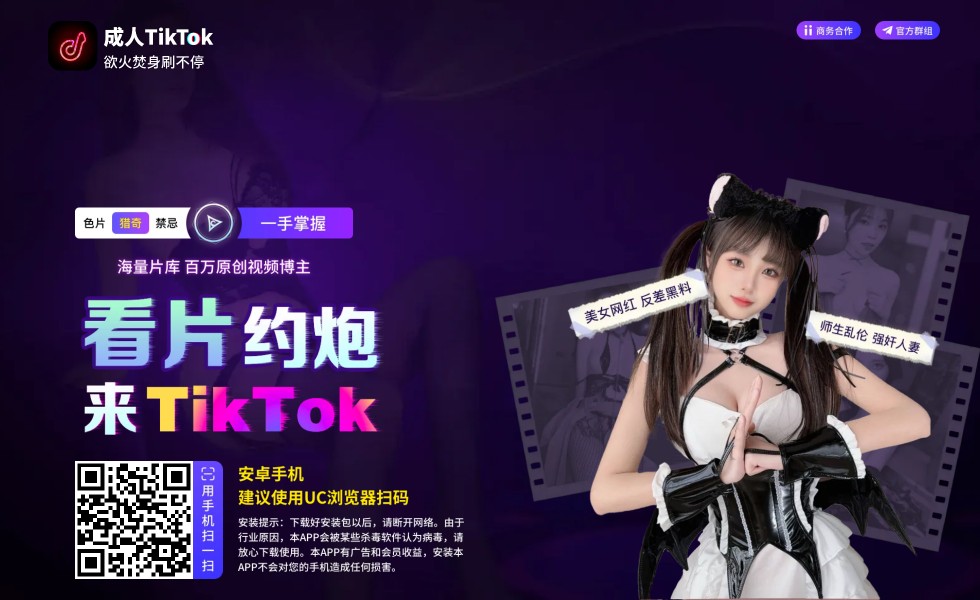 成人TikTok
欲火焚身刷不停
商务合作
官方群组
色片 猎奇 禁忌 一手掌握
海量片库 百万原创视频博主
看片约炮
来TikTok
美女网红 反差黑料
师生乱伦 强奸人妻
用手机扫一扫
安卓手机
建议使用UC浏览器扫码
安装提示：下载好安装包以后，请断开网络。由于
行业原因，本APP会被某些杀毒软件认为病毒，请
放心下载使用。本APP有广告和会员收益，安装本
APP不会对您的手机造成任何损害。